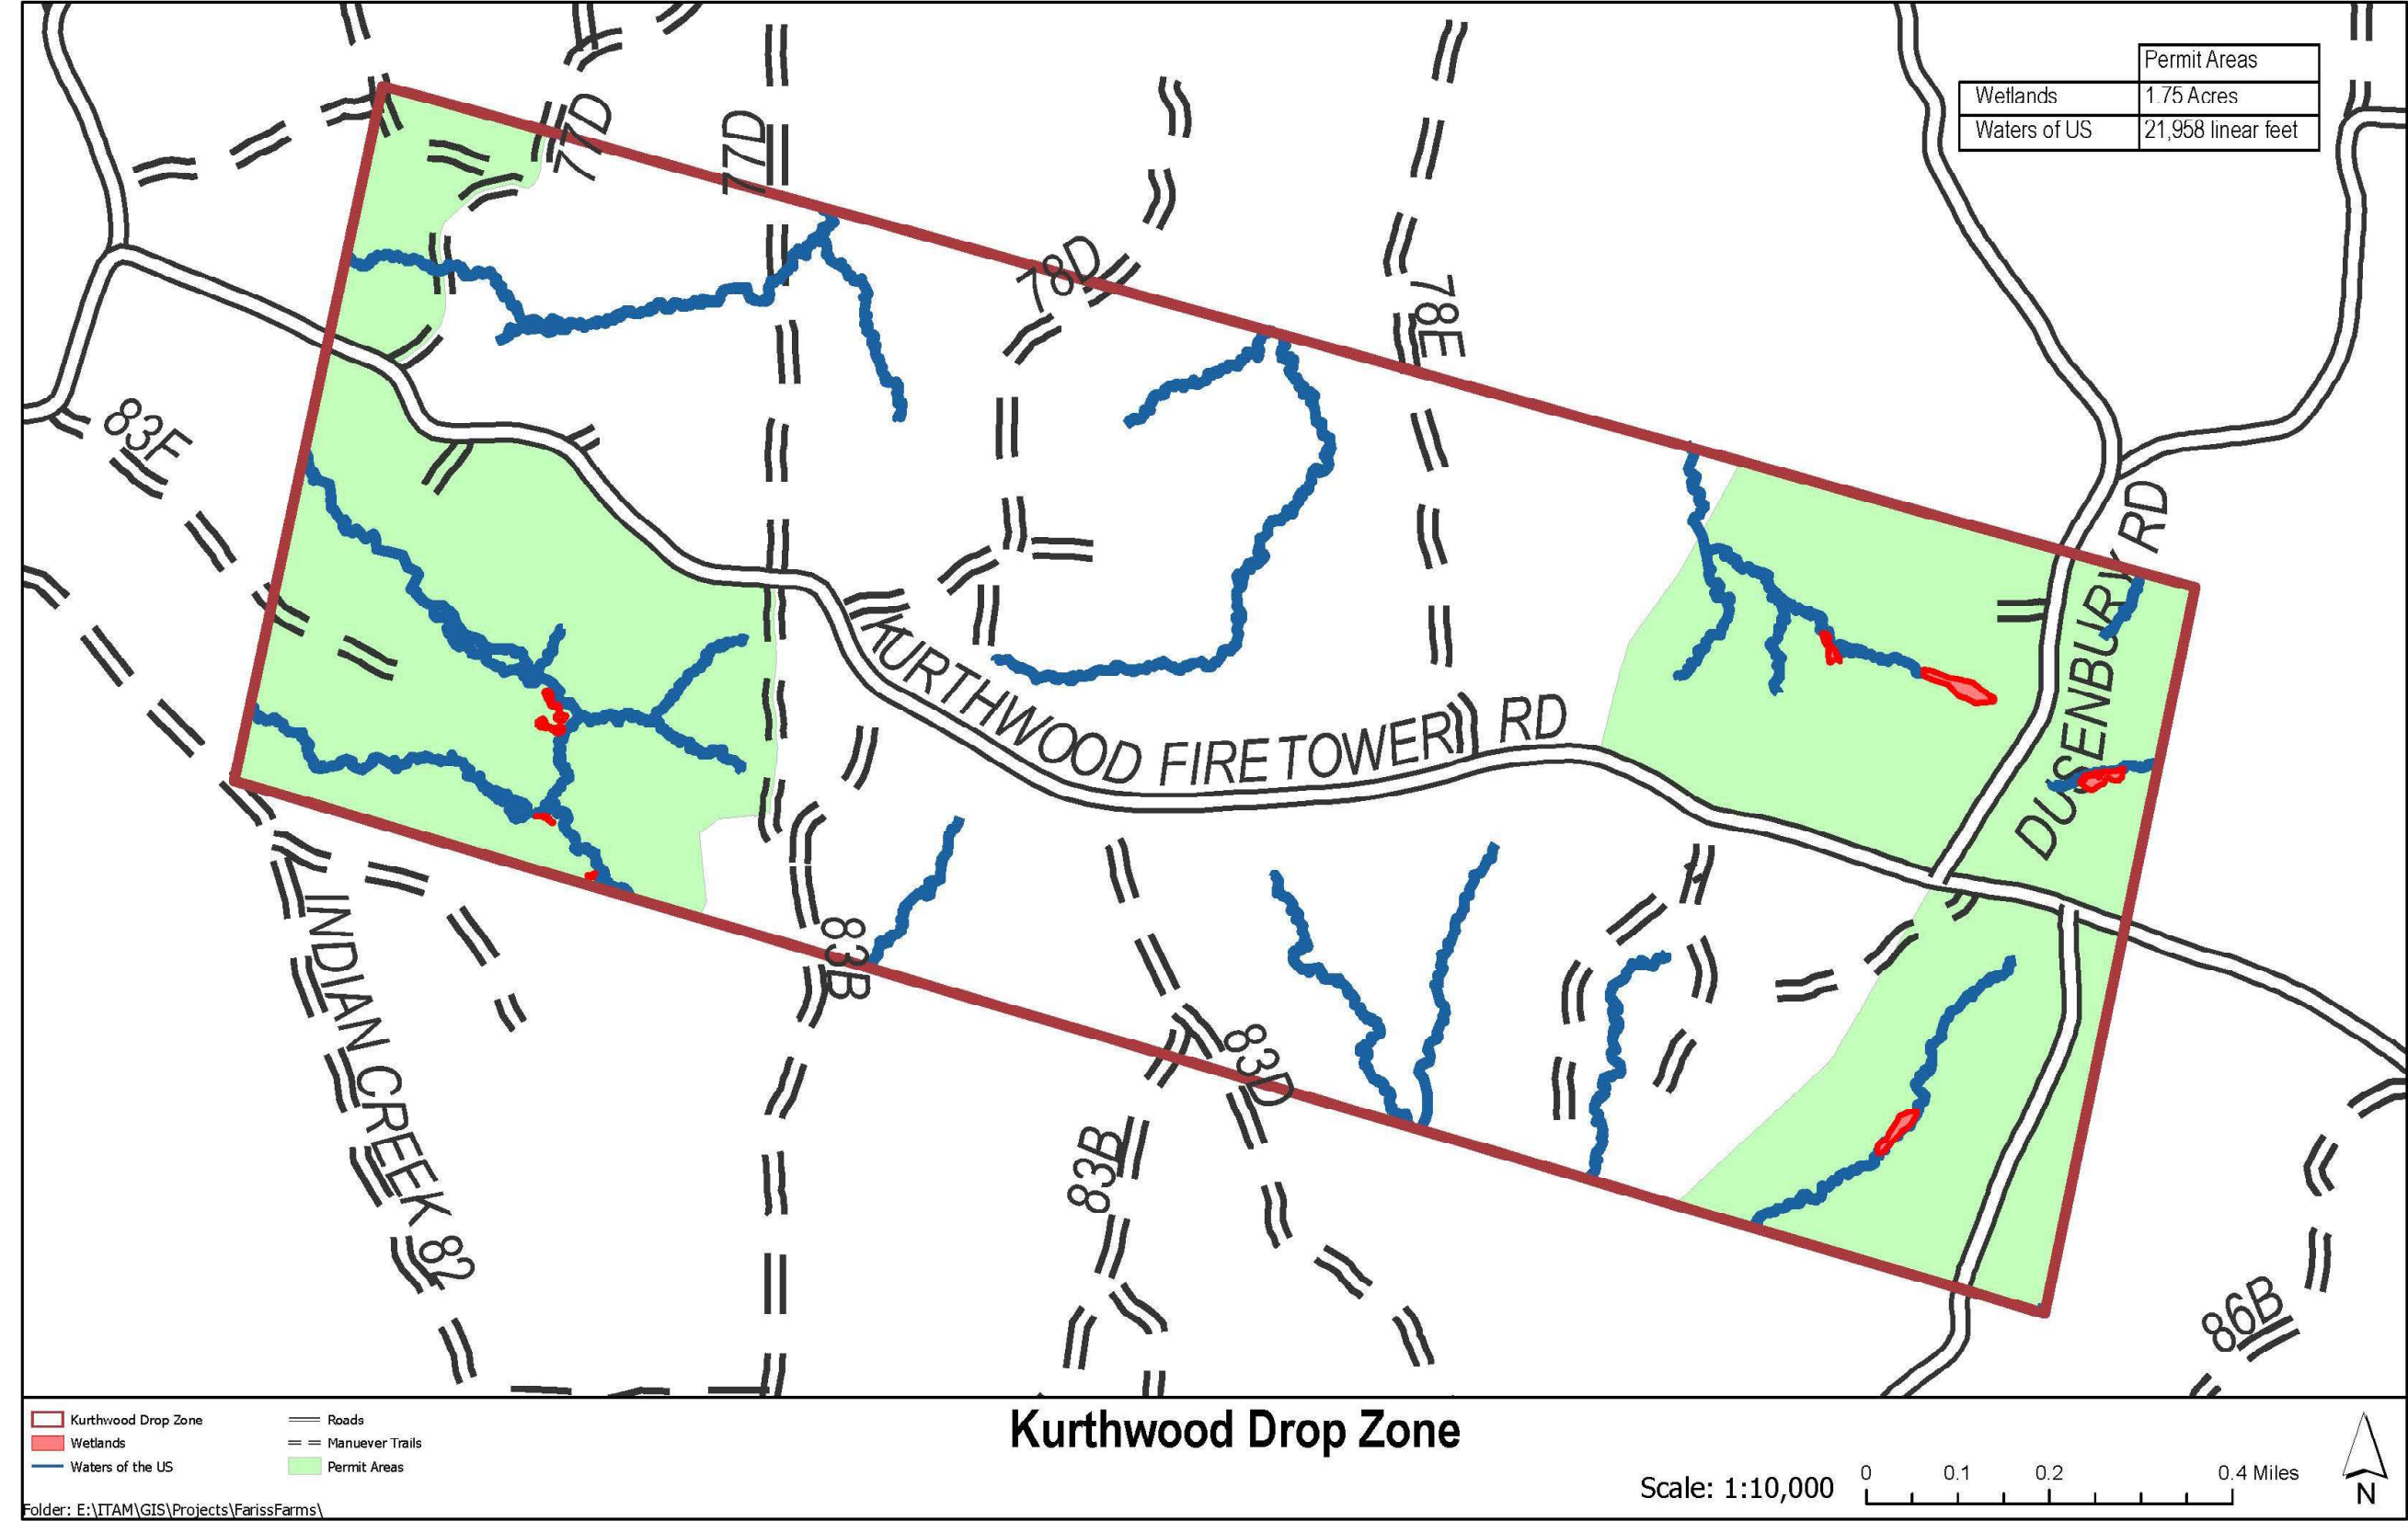 Permit Areas
Wetlands 1.75 Acres
Waters of US 21,958 linear feet
77D
77D
78D
78E
83F
DUSENBURY RD
KURTHWOOD FIRETOWER RD
83B
INDIAN CREEK 82
83D
83B
86B
Kurthwood Drop Zone
Wetlands
Waters of the US
Roads
Manuever Trails
Permit Areas
Kurthwood Drop Zone
Scale: 1:10,000
0 0.1 0.2 0.4 Miles
N
Folder: E:\ITAM\GIS\Projects\FarissFarms\